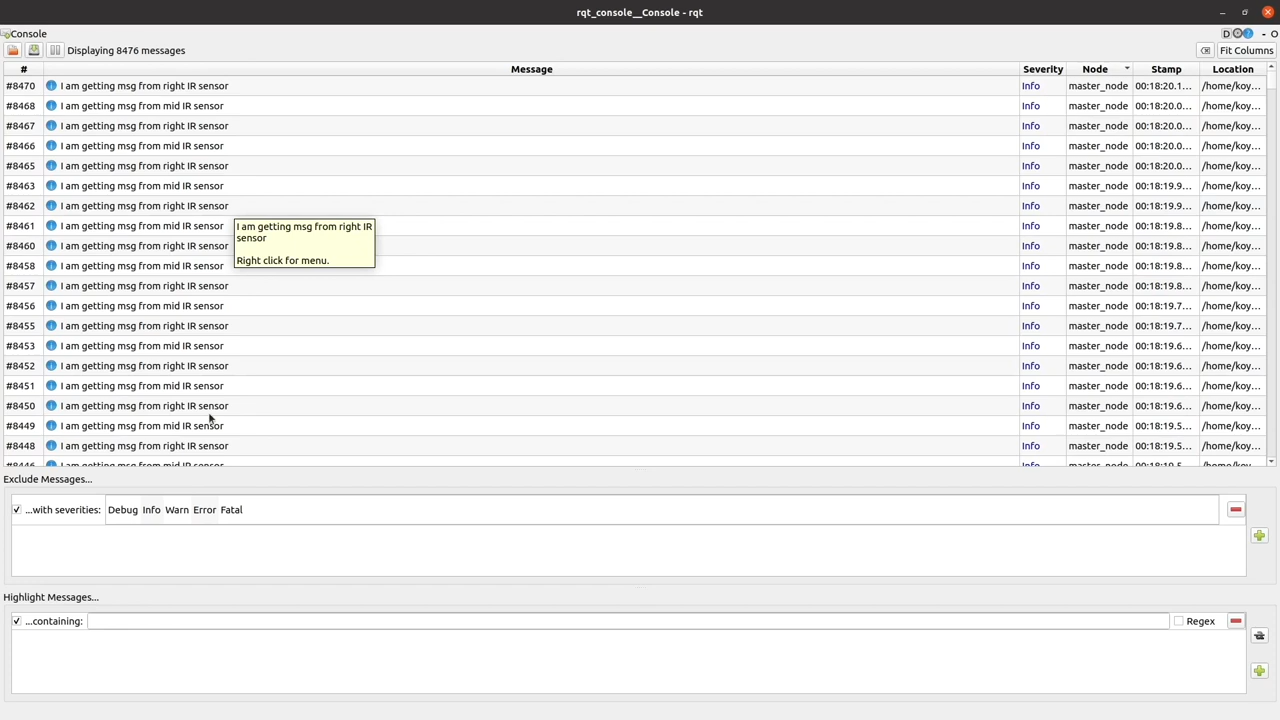 rqt_console__Console - rqt
Console
D
- O
Displaying 8476 messages
Fit Columns
# Message Severity Node Stamp Location
#8470 I am getting msg from right IR sensor Info master_node 00:18:20.1... /home/koy...
#8468 I am getting msg from mid IR sensor Info master_node 00:18:20.0... /home/koy...
#8467 I am getting msg from right IR sensor Info master_node 00:18:20.0... /home/koy...
#8466 I am getting msg from mid IR sensor Info master_node 00:18:20.0... /home/koy...
#8465 I am getting msg from right IR sensor Info master_node 00:18:20.0... /home/koy...
#8463 I am getting msg from mid IR sensor Info master_node 00:18:19.9... /home/koy...
#8462 I am getting msg from right IR sensor Info master_node 00:18:19.9... /home/koy...
#8461 I am getting msg from mid IR sensor Info master_node 00:18:19.8... /home/koy...
#8460 I am getting msg from right IR sensor Info master_node 00:18:19.8... /home/koy...
#8458 I am getting msg from mid IR sensor Info master_node 00:18:19.8... /home/koy...
#8457 I am getting msg from right IR sensor Info master_node 00:18:19.8... /home/koy...
#8456 I am getting msg from mid IR sensor Info master_node 00:18:19.7... /home/koy...
#8455 I am getting msg from right IR sensor Info master_node 00:18:19.7... /home/koy...
#8453 I am getting msg from mid IR sensor Info master_node 00:18:19.6... /home/koy...
#8452 I am getting msg from right IR sensor Info master_node 00:18:19.6... /home/koy...
#8451 I am getting msg from mid IR sensor Info master_node 00:18:19.6... /home/koy...
#8450 I am getting msg from right IR sensor Info master_node 00:18:19.6... /home/koy...
#8449 I am getting msg from mid IR sensor Info master_node 00:18:19.5... /home/koy...
#8448 I am getting msg from right IR sensor Info master_node 00:18:19.5... /home/koy...
#8446 I am getting msg from mid IR sensor Info master_node 00:18:19.5... /home/koy...
I am getting msg from right IR
sensor
Right click for menu.
Exclude Messages...
...with severities: Debug Info Warn Error Fatal
Highlight Messages...
...containing:
Regex